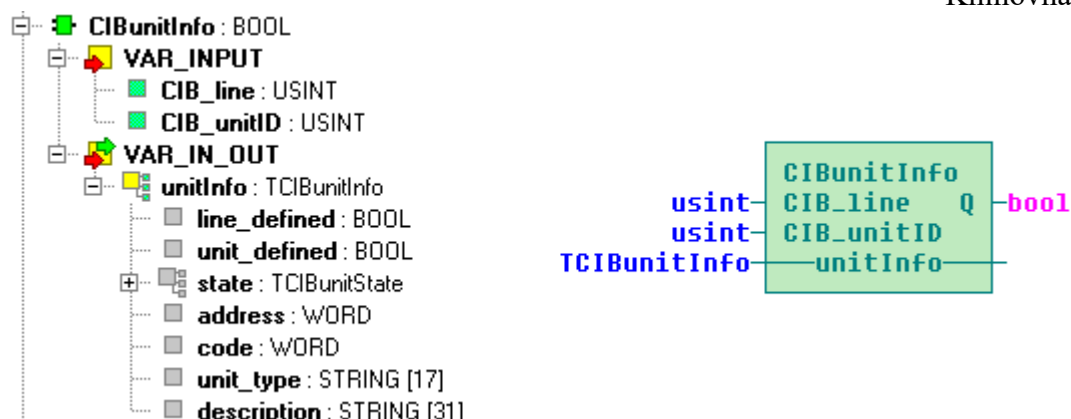 CIBunitInfo : BOOL
VAR_INPUT
CIB_line : USINT
CIB_unitID : USINT
VAR_IN_OUT
unitInfo : TCIBunitInfo
line_defined : BOOL
unit_defined : BOOL
state : TCIBunitState
address : WORD
code : WORD
unit_type : STRING [17]
description : STRING [31]
CIBunitInfo
usint CIB_line Q bool
usint CIB_unitID
TCIBunitInfo unitInfo